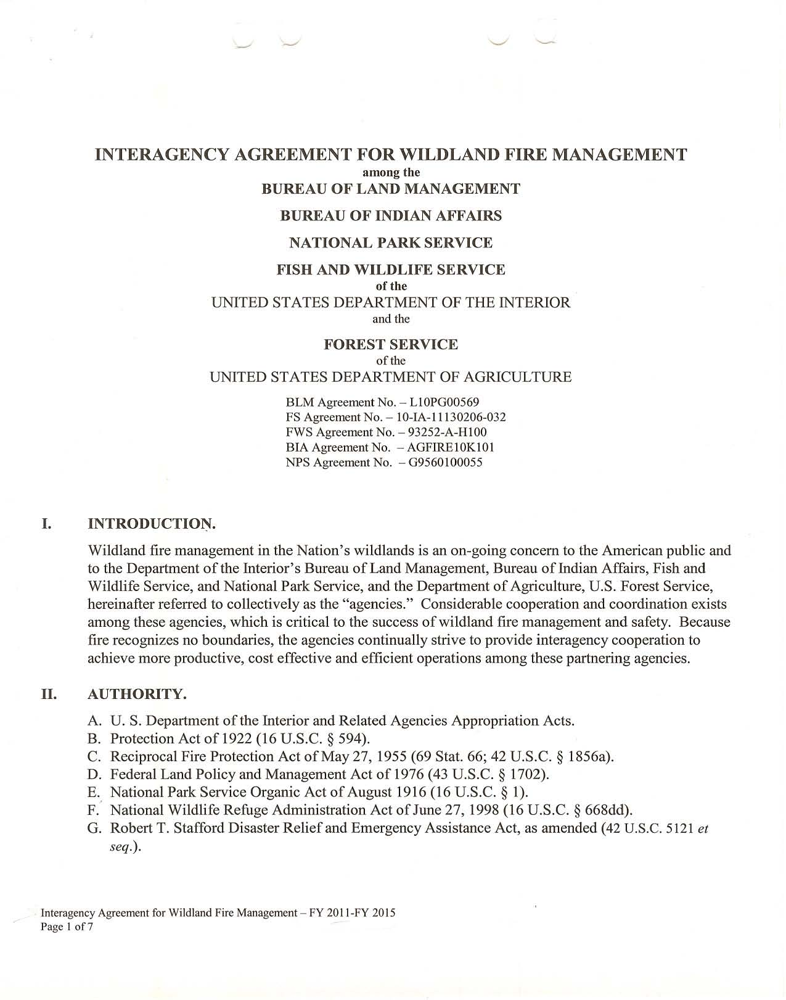 INTERAGENCY AGREEMENT FOR WILDLAND FIRE MANAGEMENT
among the
BUREAU OF LAND MANAGEMENT
BUREAU OF INDIAN AFFAIRS
NATIONAL PARK SERVICE
FISH AND WILDLIFE SERVICE
of the
UNITED STATES DEPARTMENT OF THE INTERIOR
and the
FOREST SERVICE
of the
UNITED STATES DEPARTMENT OF AGRICULTURE
BLM Agreement No. – L10PG00569
FS Agreement No. – 10-IA-11130206-032
FWS Agreement No. – 93252-A-H100
BIA Agreement No. – AGFIRE10K101
NPS Agreement No. – G9560100055
I. INTRODUCTION.
Wildland fire management in the Nation’s wildlands is an on-going concern to the American public and
to the Department of the Interior’s Bureau of Land Management, Bureau of Indian Affairs, Fish and
Wildlife Service, and National Park Service, and the Department of Agriculture, U.S. Forest Service,
hereinafter referred to collectively as the “agencies.” Considerable cooperation and coordination exists
among these agencies, which is critical to the success of wildland fire management and safety. Because
fire recognizes no boundaries, the agencies continually strive to provide interagency cooperation to
achieve more productive, cost effective and efficient operations among these partnering agencies.
II. AUTHORITY.
A. U. S. Department of the Interior and Related Agencies Appropriation Acts.
B. Protection Act of 1922 (16 U.S.C. § 594).
C. Reciprocal Fire Protection Act of May 27, 1955 (69 Stat. 66; 42 U.S.C. § 1856a).
D. Federal Land Policy and Management Act of 1976 (43 U.S.C. § 1702).
E. National Park Service Organic Act of August 1916 (16 U.S.C. § 1).
F. National Wildlife Refuge Administration Act of June 27, 1998 (16 U.S.C. § 668dd).
G. Robert T. Stafford Disaster Relief and Emergency Assistance Act, as amended (42 U.S.C. 5121 et
seq.).
Interagency Agreement for Wildland Fire Management – FY 2011-FY 2015
Page 1 of 7